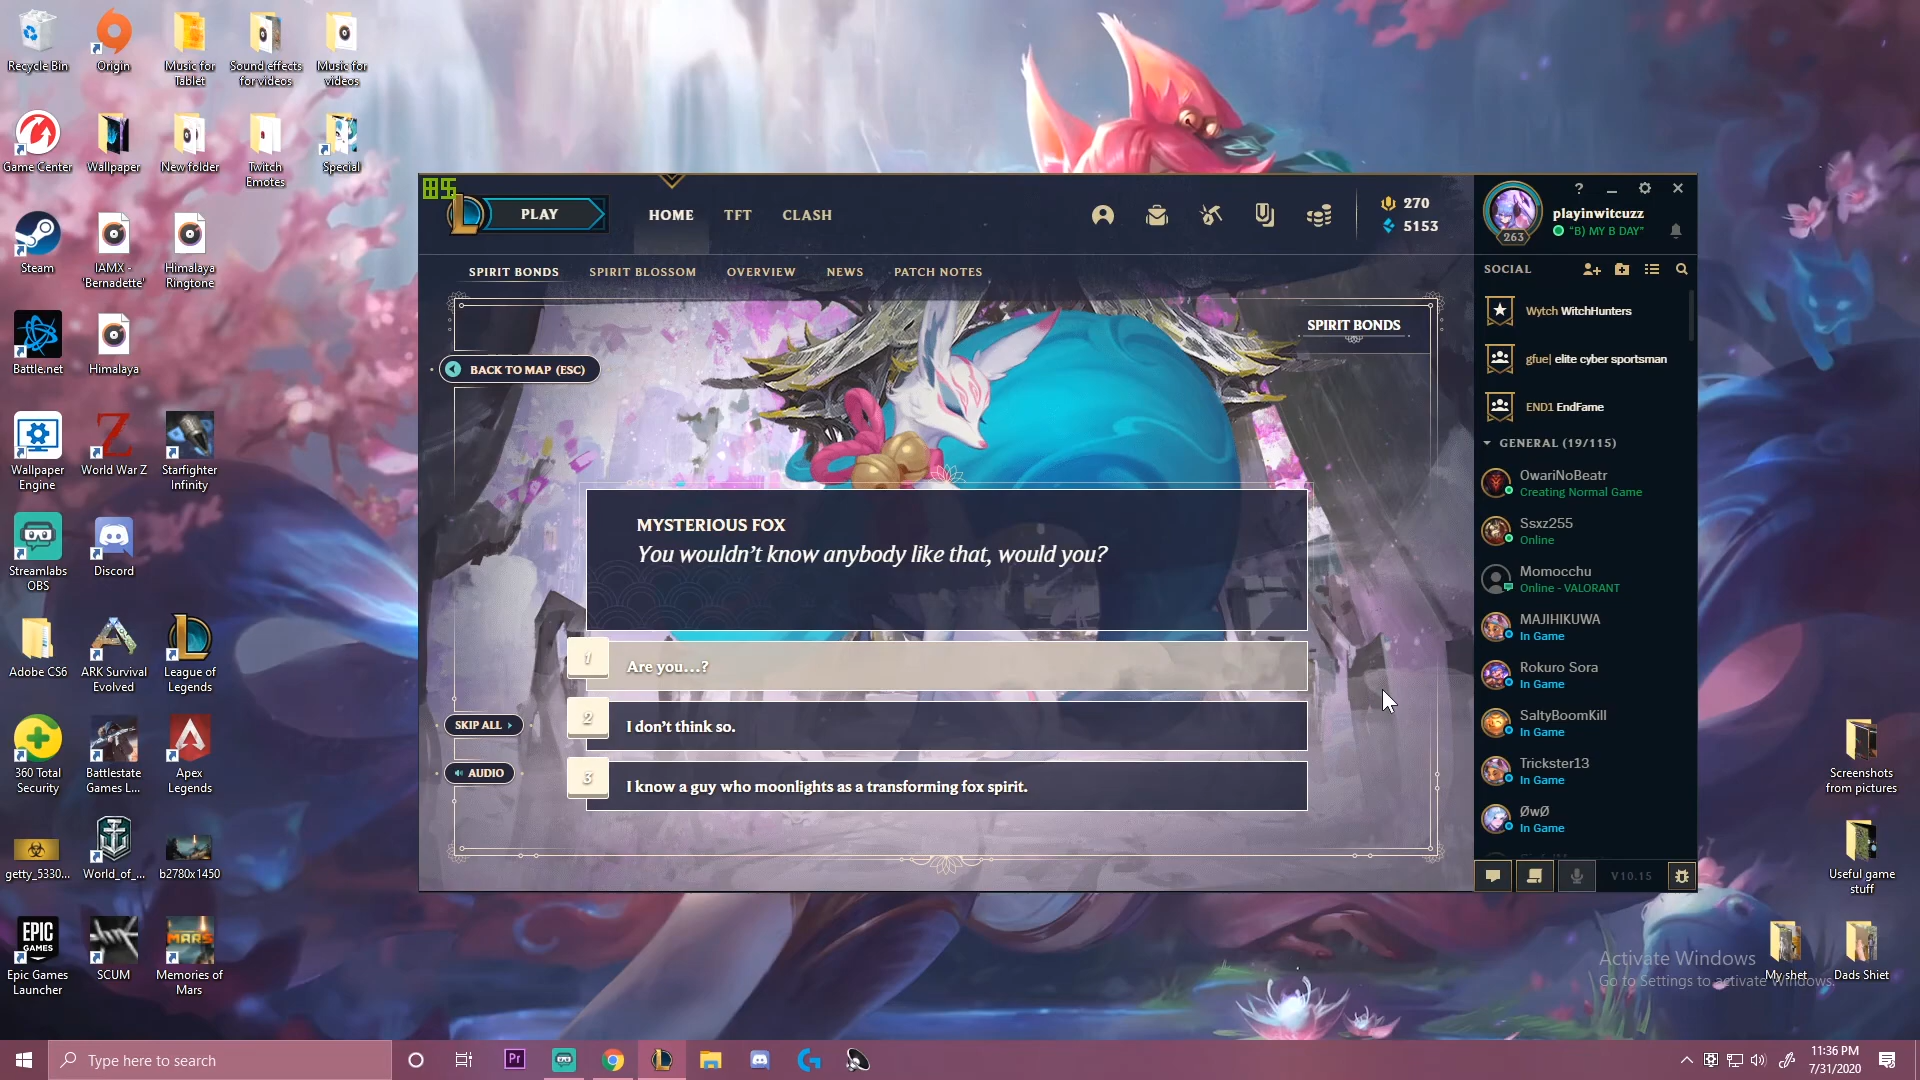 Recycle Bin
Origin
Music for Tablet
Sound effects for videos
Music for videos
Game Center
Wallpaper
New folder
Twitch Emotes
Special
Steam
IAMX - 'Bernadette'
Himalaya Ringtone
Battle.net
Himalaya
Wallpaper Engine
World War Z
Starfighter Infinity
Streamlabs OBS
Discord
Adobe CS6
ARK Survival Evolved
League of Legends
360 Total Security
Battlestate Games L...
Apex Legends
getty_5330...
World_of_...
b2780x1450
EPIC GAMES
MARS
Epic Games Launcher
SCUM
Memories of Mars
85
PLAY
HOME
TFT
CLASH
270
5153
SPIRIT BONDS
SPIRIT BLOSSOM
OVERVIEW
NEWS
PATCH NOTES
SPIRIT BONDS
BACK TO MAP (ESC)
MYSTERIOUS FOX
You wouldn't know anybody like that, would you?
1
Are you...?
2
I don't think so.
3
I know a guy who moonlights as a transforming fox spirit.
SKIP ALL
AUDIO
?
263
playinwitcuzz
"B) MY B DAY"
SOCIAL
Wytch WitchHunters
gfue| elite cyber sportsman
END1 EndFame
GENERAL (19/115)
OwariNoBeatr
Creating Normal Game
Ssxz255
Online
Momocchu
Online - VALORANT
MAJIHIKUWA
In Game
Rokuro Sora
In Game
SaltyBoomKill
In Game
Trickster13
In Game
ØwØ
In Game
V10.15
Screenshots from pictures
Useful game stuff
My shet
Dads Shiet
Activate Windows
Go to Settings to activate Windows.
Type here to search
Pr
11:36 PM
7/31/2020